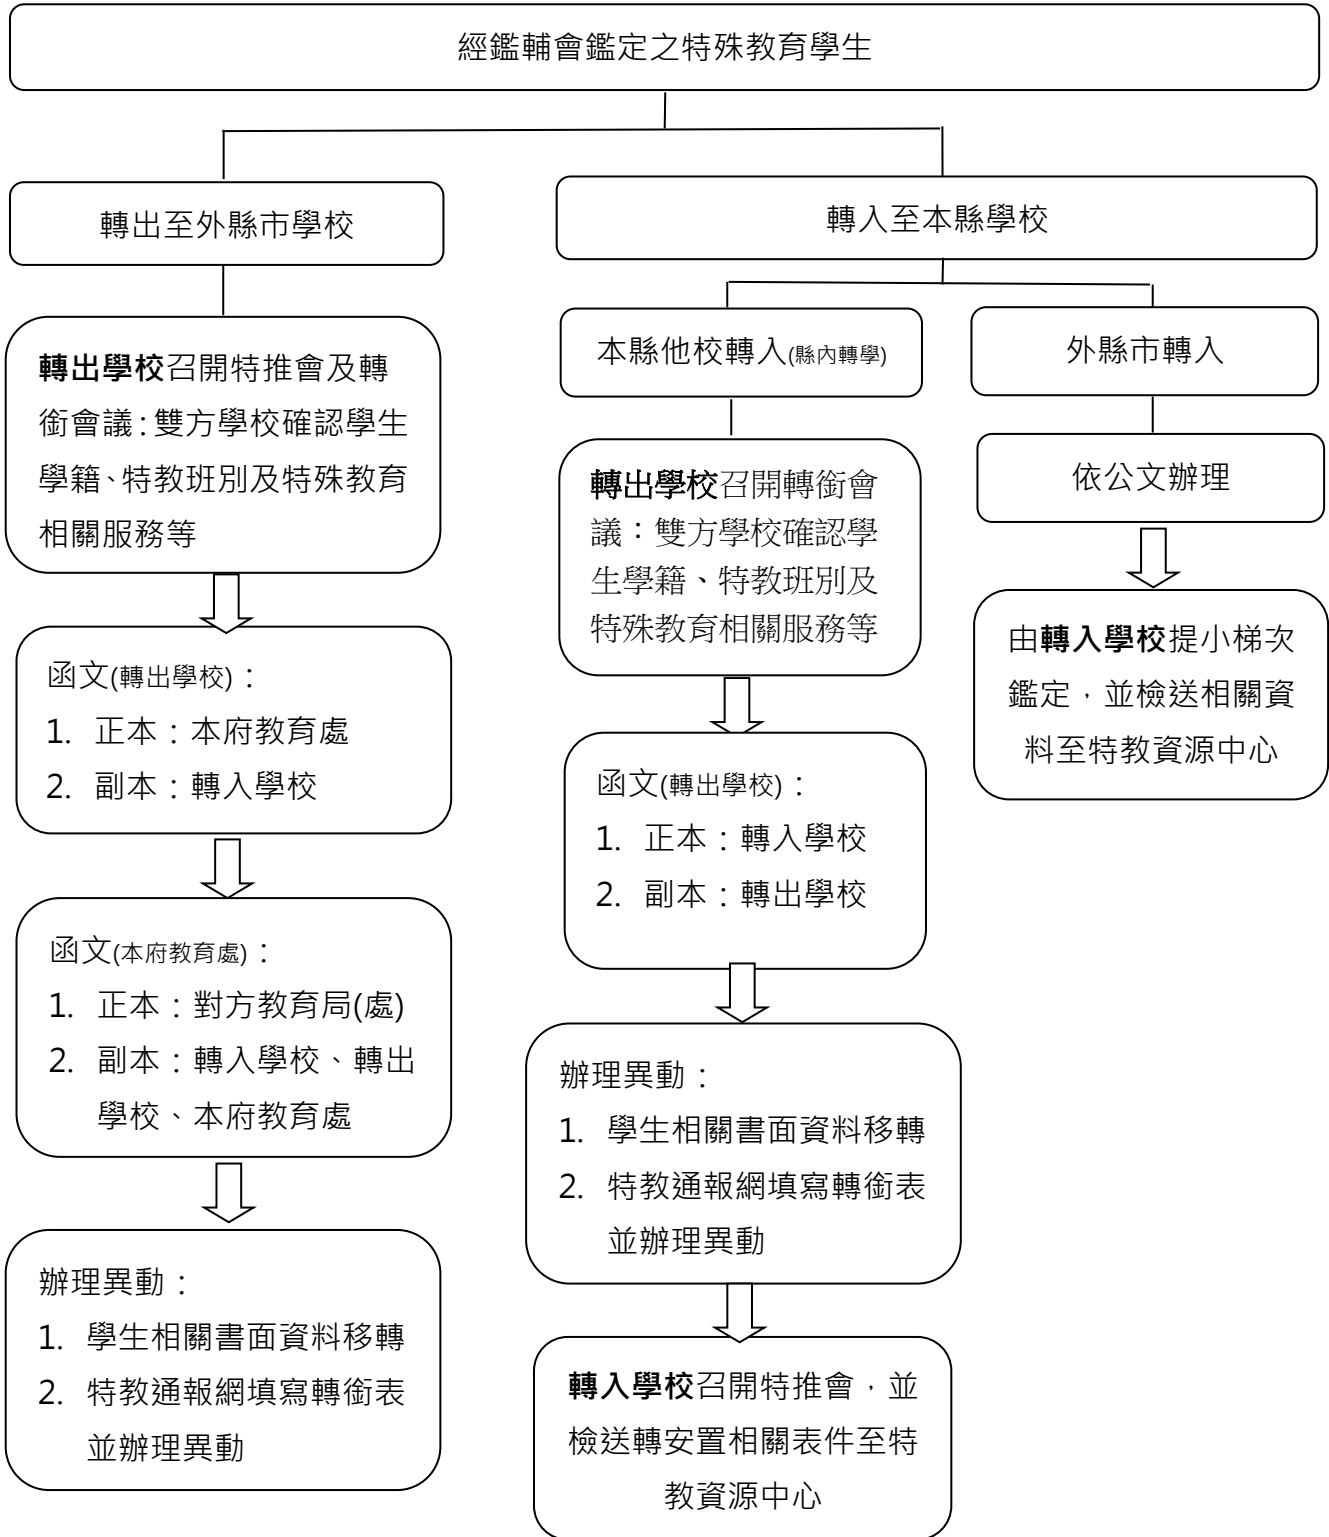 經鑑輔會鑑定之特殊教育學生
轉出至外縣市學校
轉出學校召開特推會及轉
銜會議：雙方學校確認學生
學籍、特教班別及特殊教育
相關服務等
函文(轉出學校)：
1. 正本：本府教育處
2. 副本：轉入學校
函文(本府教育處)：
1. 正本：對方教育局(處)
2. 副本：轉入學校、轉出
學校、本府教育處
辦理異動：
1. 學生相關書面資料移轉
2. 特教通報網填寫轉銜表
並辦理異動
轉入至本縣學校
本縣他校轉入(縣內轉學)
轉出學校召開轉銜會
議：雙方學校確認學
生學籍、特教班別及
特殊教育相關服務等
函文(轉出學校)：
1. 正本：轉入學校
2. 副本：轉出學校
辦理異動：
1. 學生相關書面資料移轉
2. 特教通報網填寫轉銜表
並辦理異動
轉入學校召開特推會，並
檢送轉安置相關表件至特
教資源中心
外縣市轉入
依公文辦理
由轉入學校提小梯次
鑑定，並檢送相關資
料至特教資源中心